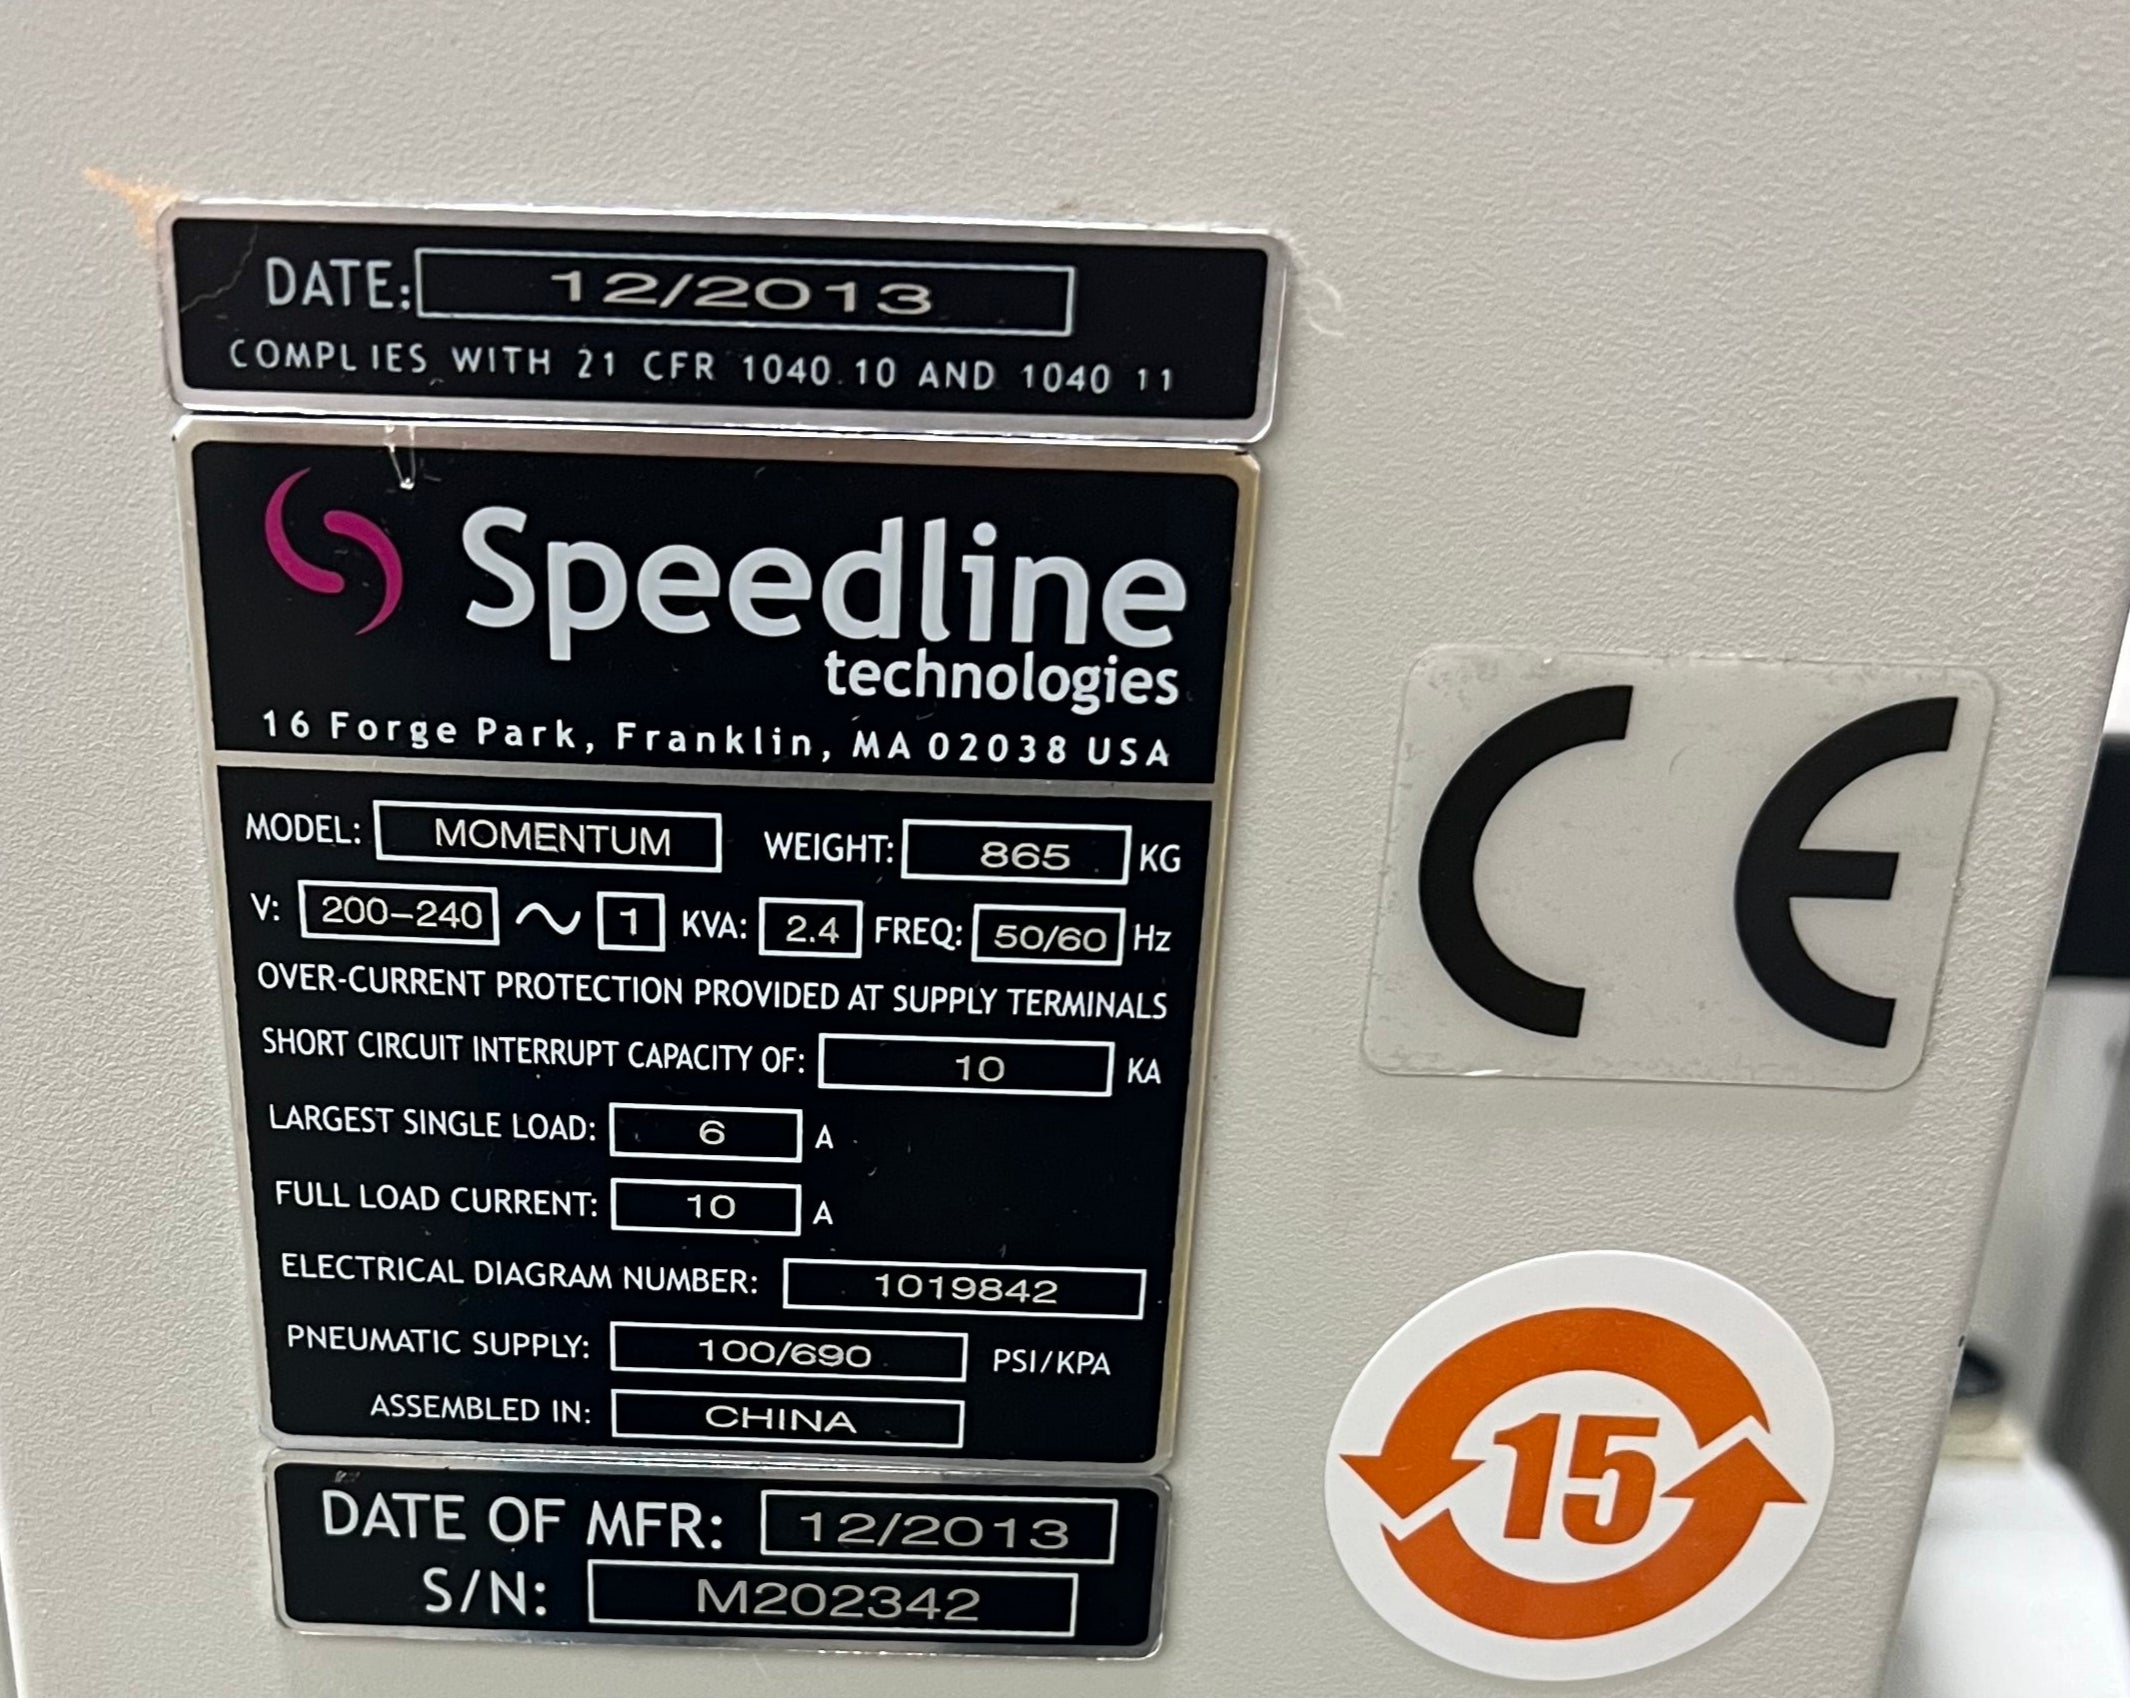 DATE: 12/2013
COMPLIES WITH 21 CFR 1040.10 AND 1040 11
Speedline
technologies
16 Forge Park, Franklin, MA 02038 USA
MODEL: MOMENTUM WEIGHT: 865 KG
V: 200-240 ~ 1 KVA: 2.4 FREQ: 50/60 Hz
OVER-CURRENT PROTECTION PROVIDED AT SUPPLY TERMINALS
SHORT CIRCUIT INTERRUPT CAPACITY OF: 10 KA
LARGEST SINGLE LOAD: 6 A
FULL LOAD CURRENT: 10 A
ELECTRICAL DIAGRAM NUMBER: 1019842
PNEUMATIC SUPPLY: 100/690 PSI/KPA
ASSEMBLED IN: CHINA
DATE OF MFR: 12/2013
S/N: M202342
CE
15